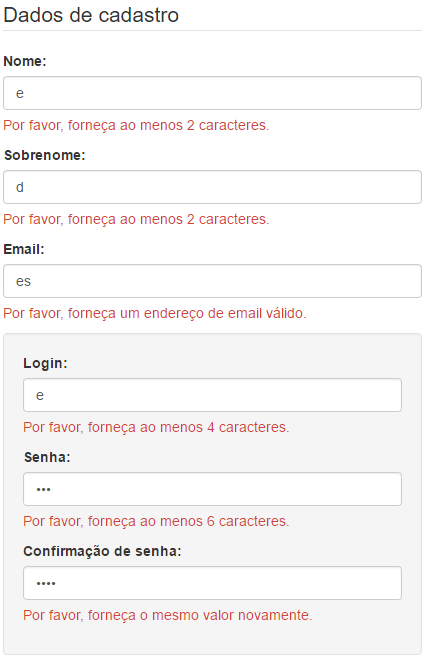 Dados de cadastro
Nome:
e
Por favor, forneça ao menos 2 caracteres.
Sobrenome:
d
Por favor, forneça ao menos 2 caracteres.
Email:
es
Por favor, forneça um endereço de email válido.
Login:
e
Por favor, forneça ao menos 4 caracteres.
Senha:
•••
Por favor, forneça ao menos 6 caracteres.
Confirmação de senha:
••••
Por favor, forneça o mesmo valor novamente.